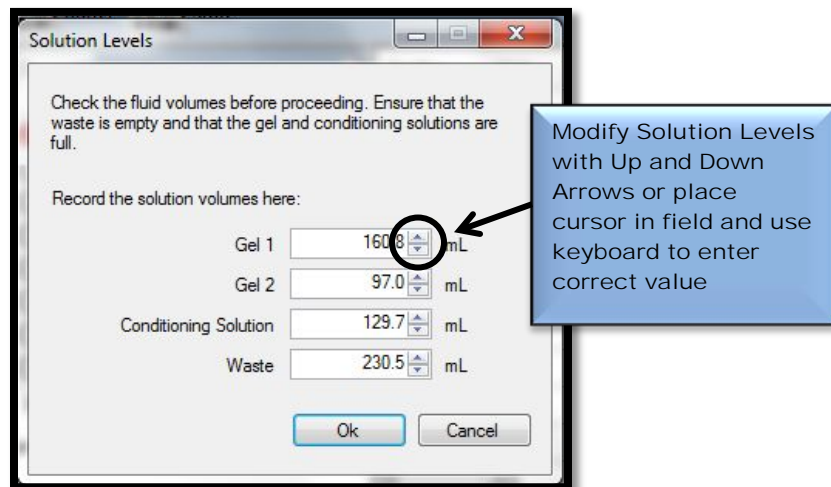 Solution Levels
Check the fluid volumes before proceeding. Ensure that the
waste is empty and that the gel and conditioning solutions are
full.
Record the solution volumes here:
Gel 1 160.8 mL
Gel 2 97.0 mL
Conditioning Solution 129.7 mL
Waste 230.5 mL
Ok Cancel
Modify Solution Levels
with Up and Down
Arrows or place
cursor in field and use
keyboard to enter
correct value